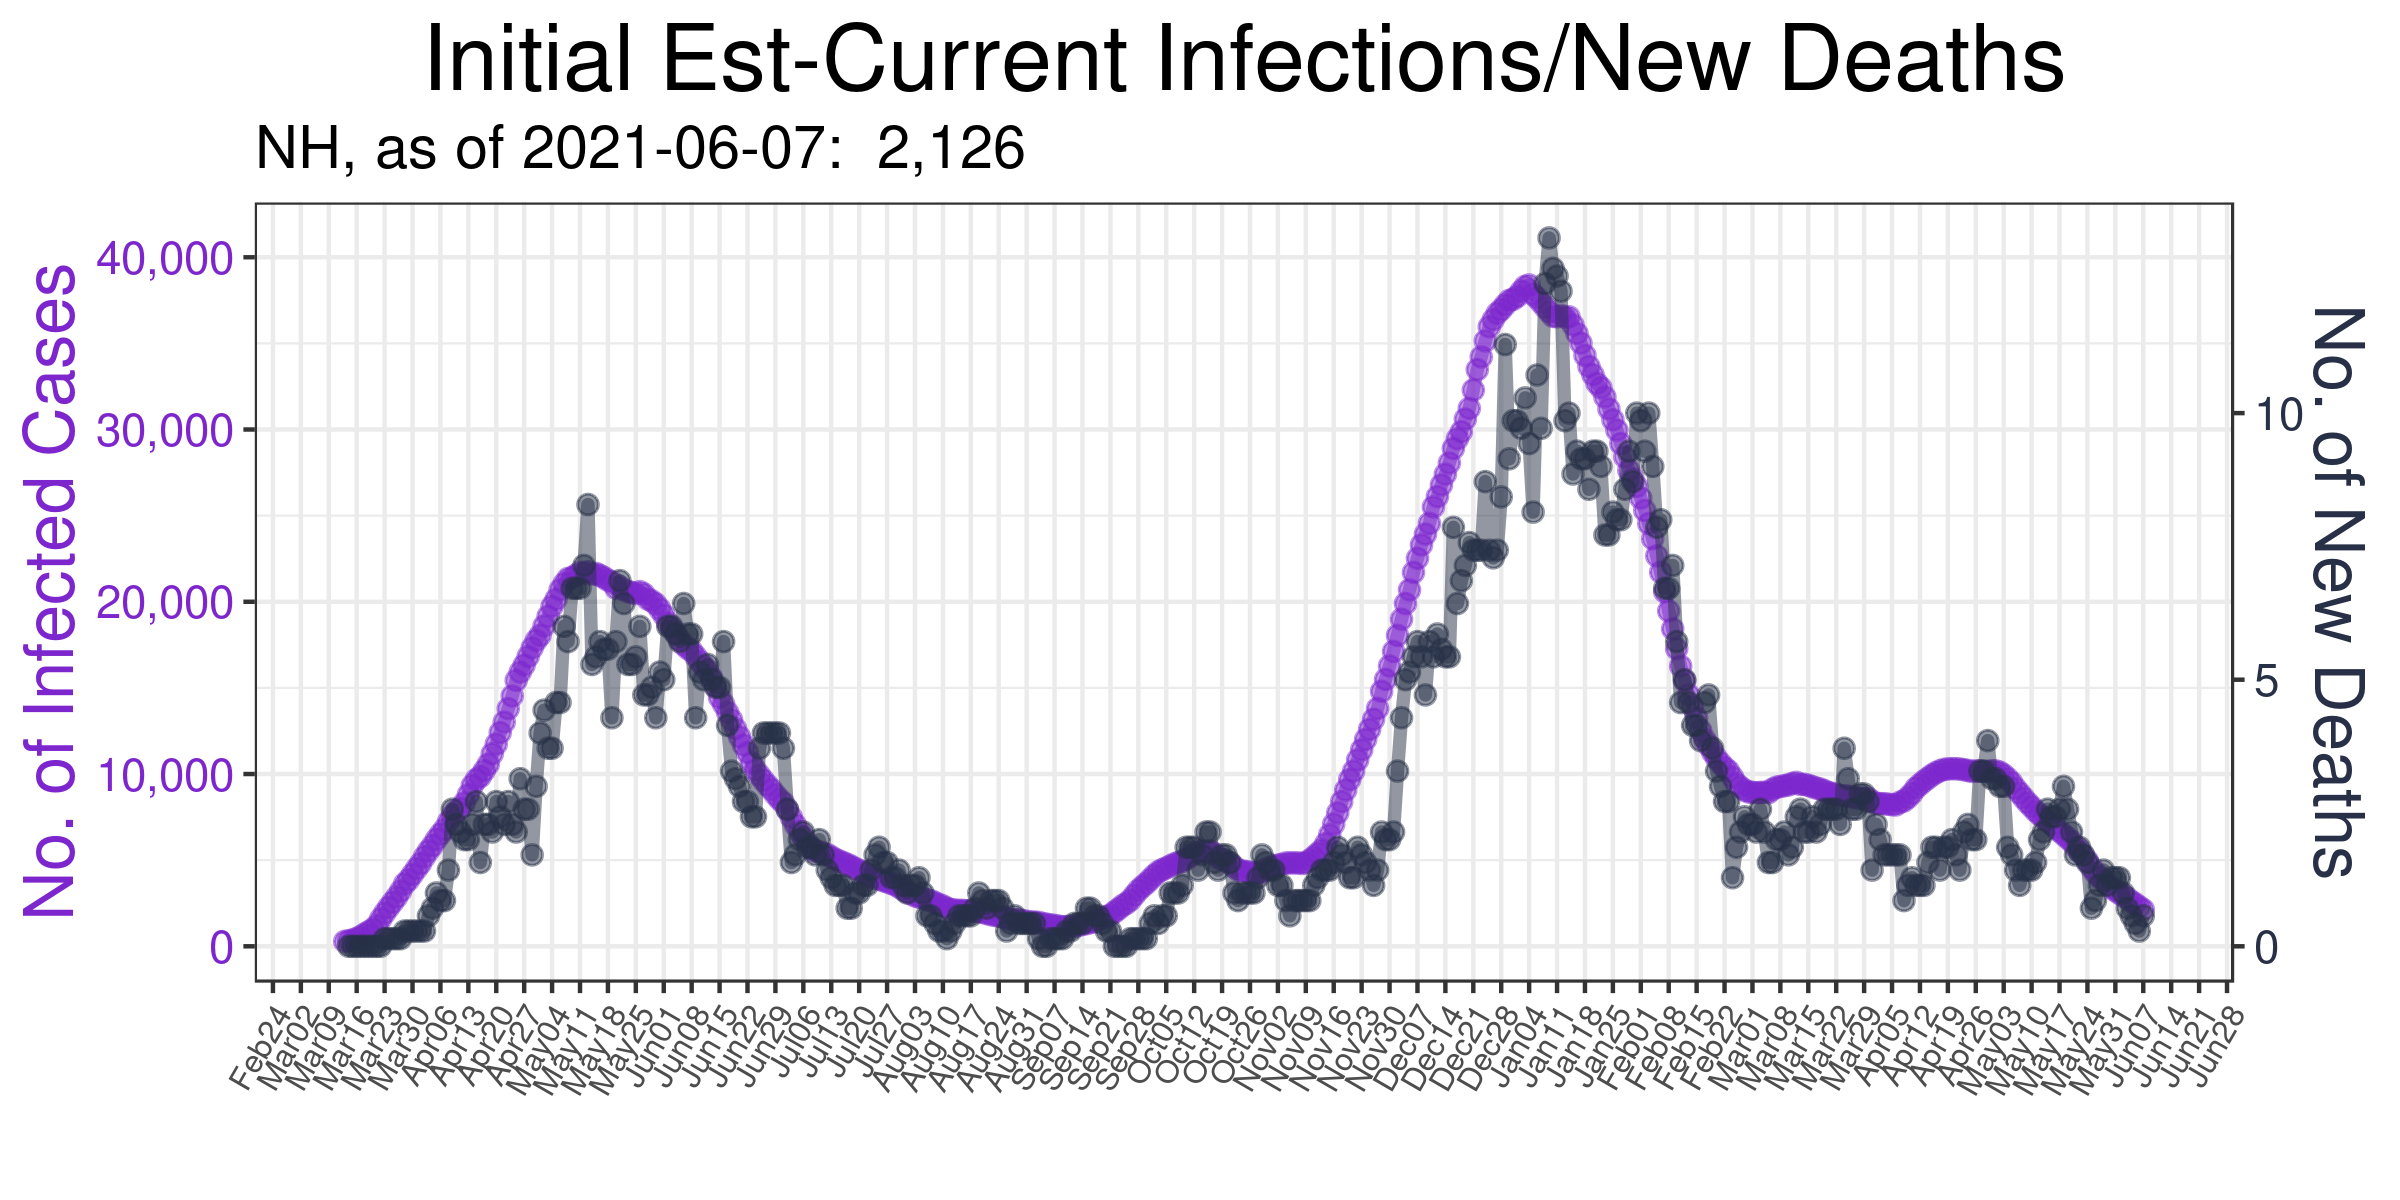 Initial Est-Current Infections/New Deaths
NH, as of 2021-06-07:  2,126
No. of Infected Cases
40,000
30,000
20,000
10,000
0
10
5
0
No. of New Deaths
Feb24
Mar02
Mar09
Mar16
Mar23
Mar30
Apr06
Apr13
Apr20
Apr27
May04
May11
May18
May25
Jun01
Jun08
Jun15
Jun22
Jun29
Jul06
Jul13
Jul20
Jul27
Aug03
Aug10
Aug17
Aug24
Aug31
Sep07
Sep14
Sep21
Sep28
Oct05
Oct12
Oct19
Oct26
Nov02
Nov09
Nov16
Nov23
Nov30
Dec07
Dec14
Dec21
Dec28
Jan04
Jan11
Jan18
Jan25
Feb01
Feb08
Feb15
Feb22
Mar01
Mar08
Mar15
Mar22
Mar29
Apr05
Apr12
Apr19
Apr26
May03
May10
May17
May24
May31
Jun07
Jun14
Jun21
Jun28